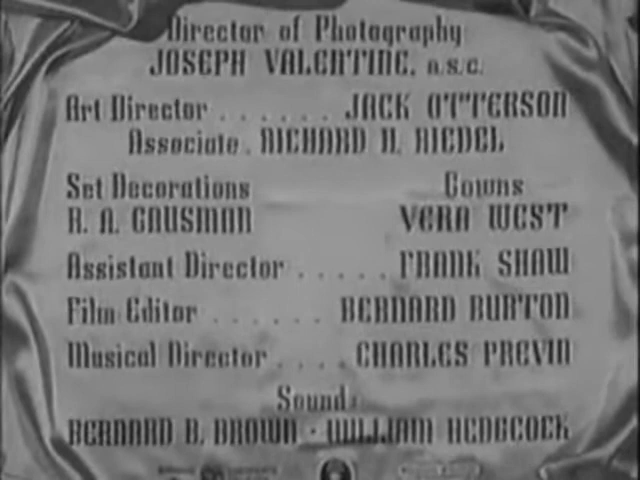 Director of Photography
JOSEPH VALENTINE, A.S.C.
Art Director . . . . . . JACK OTTERSON
Associate . RICHARD H. RIEDEL
Set Decorations Gowns
R. A. GAUSMAN VERA WEST
Assistant Director . . . . . FRANK SHAW
Film Editor . . . . . . BERNARD BURTON
Musical Director . . . . CHARLES PREVIN
Sound:
BERNARD B. BROWN - WILLIAM HEDGCOCK